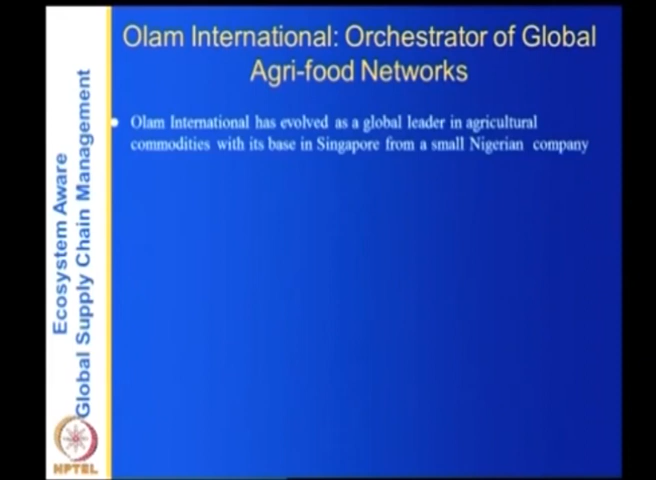 Olam International: Orchestrator of Global
Agri-food Networks
Olam International has evolved as a global leader in agricultural
commodities with its base in Singapore from a small Nigerian company
Ecosystem Aware
Global Supply Chain Management
NPTEL